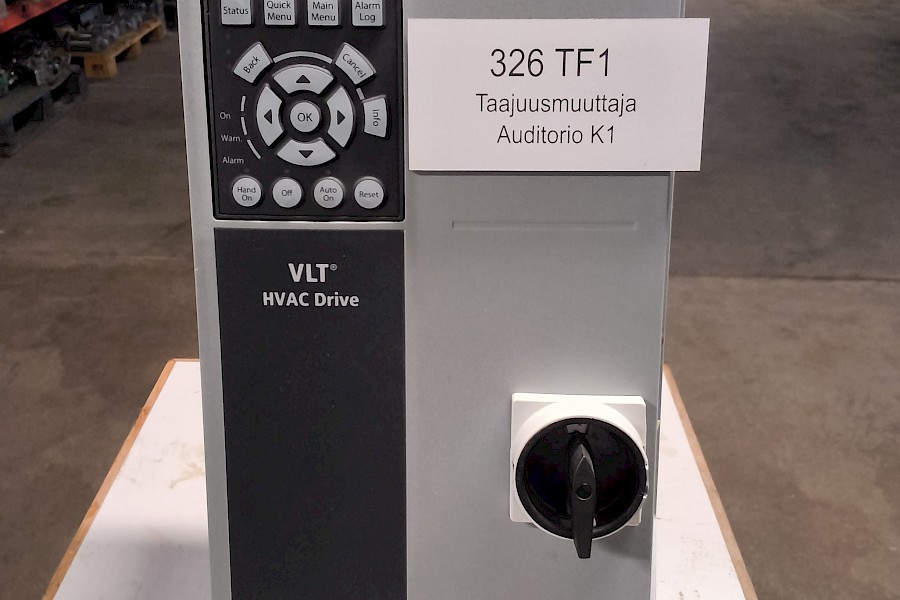 Status
Quick
Menu
Main
Menu
Alarm
Log
Back
Cancel
Info
OK
On
Warn.
Alarm
Hand
On
Off
Auto
On
Reset
326 TF1
Taajuusmuuttaja
Auditorio K1
VLT®
HVAC Drive